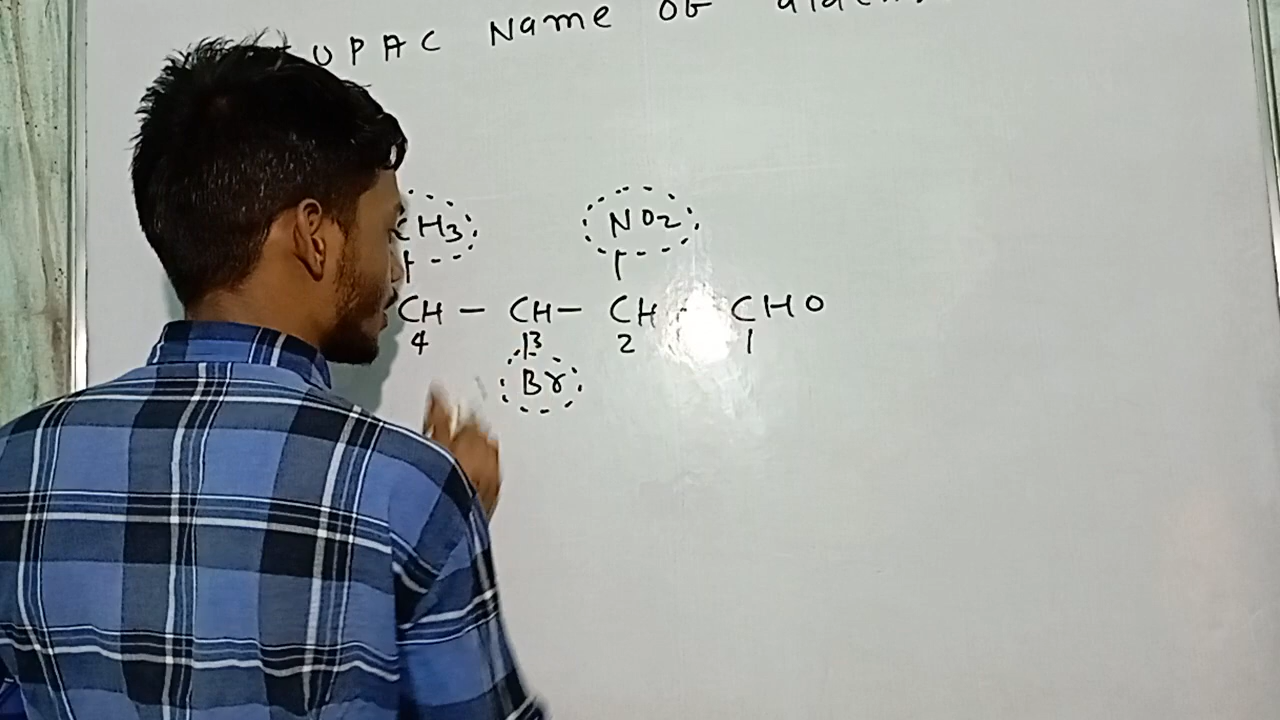 UPAC Name OF
CH3 NO2
CH - CH - CH - CHO
4 3 2 1
Br